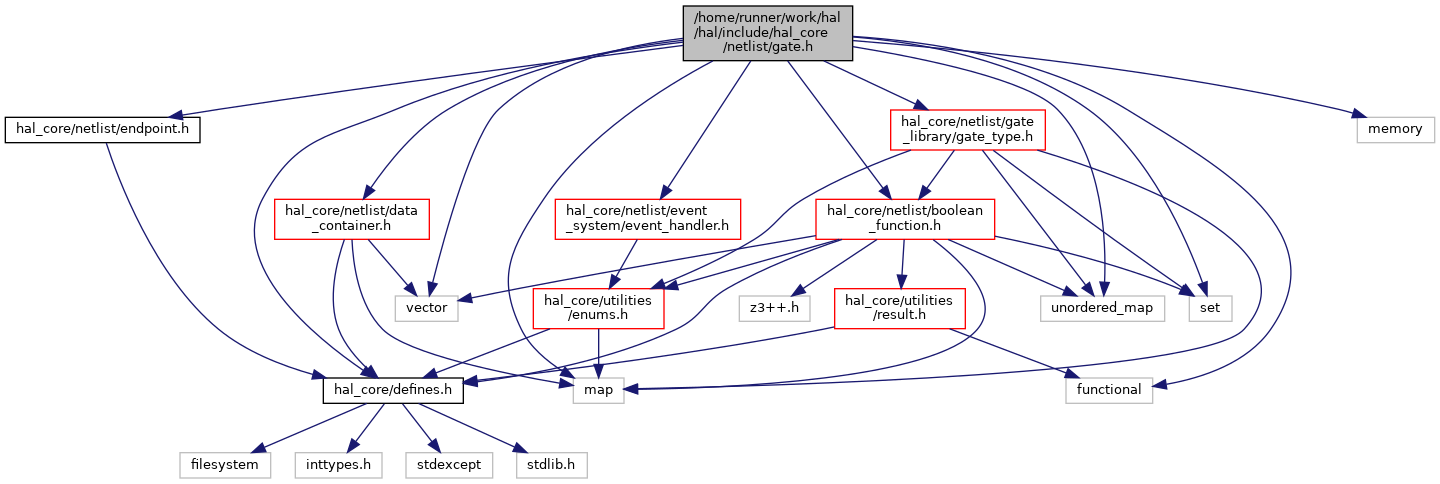 /home/runner/work/hal
/hal/include/hal_core
/netlist/gate.h
hal_core/netlist/endpoint.h
hal_core/netlist/gate
_library/gate_type.h
memory
hal_core/netlist/data
_container.h
hal_core/netlist/event
_system/event_handler.h
hal_core/netlist/boolean
_function.h
vector
hal_core/utilities
/enums.h
z3++.h
hal_core/utilities
/result.h
unordered_map
set
hal_core/defines.h
map
functional
filesystem
inttypes.h
stdexcept
stdlib.h